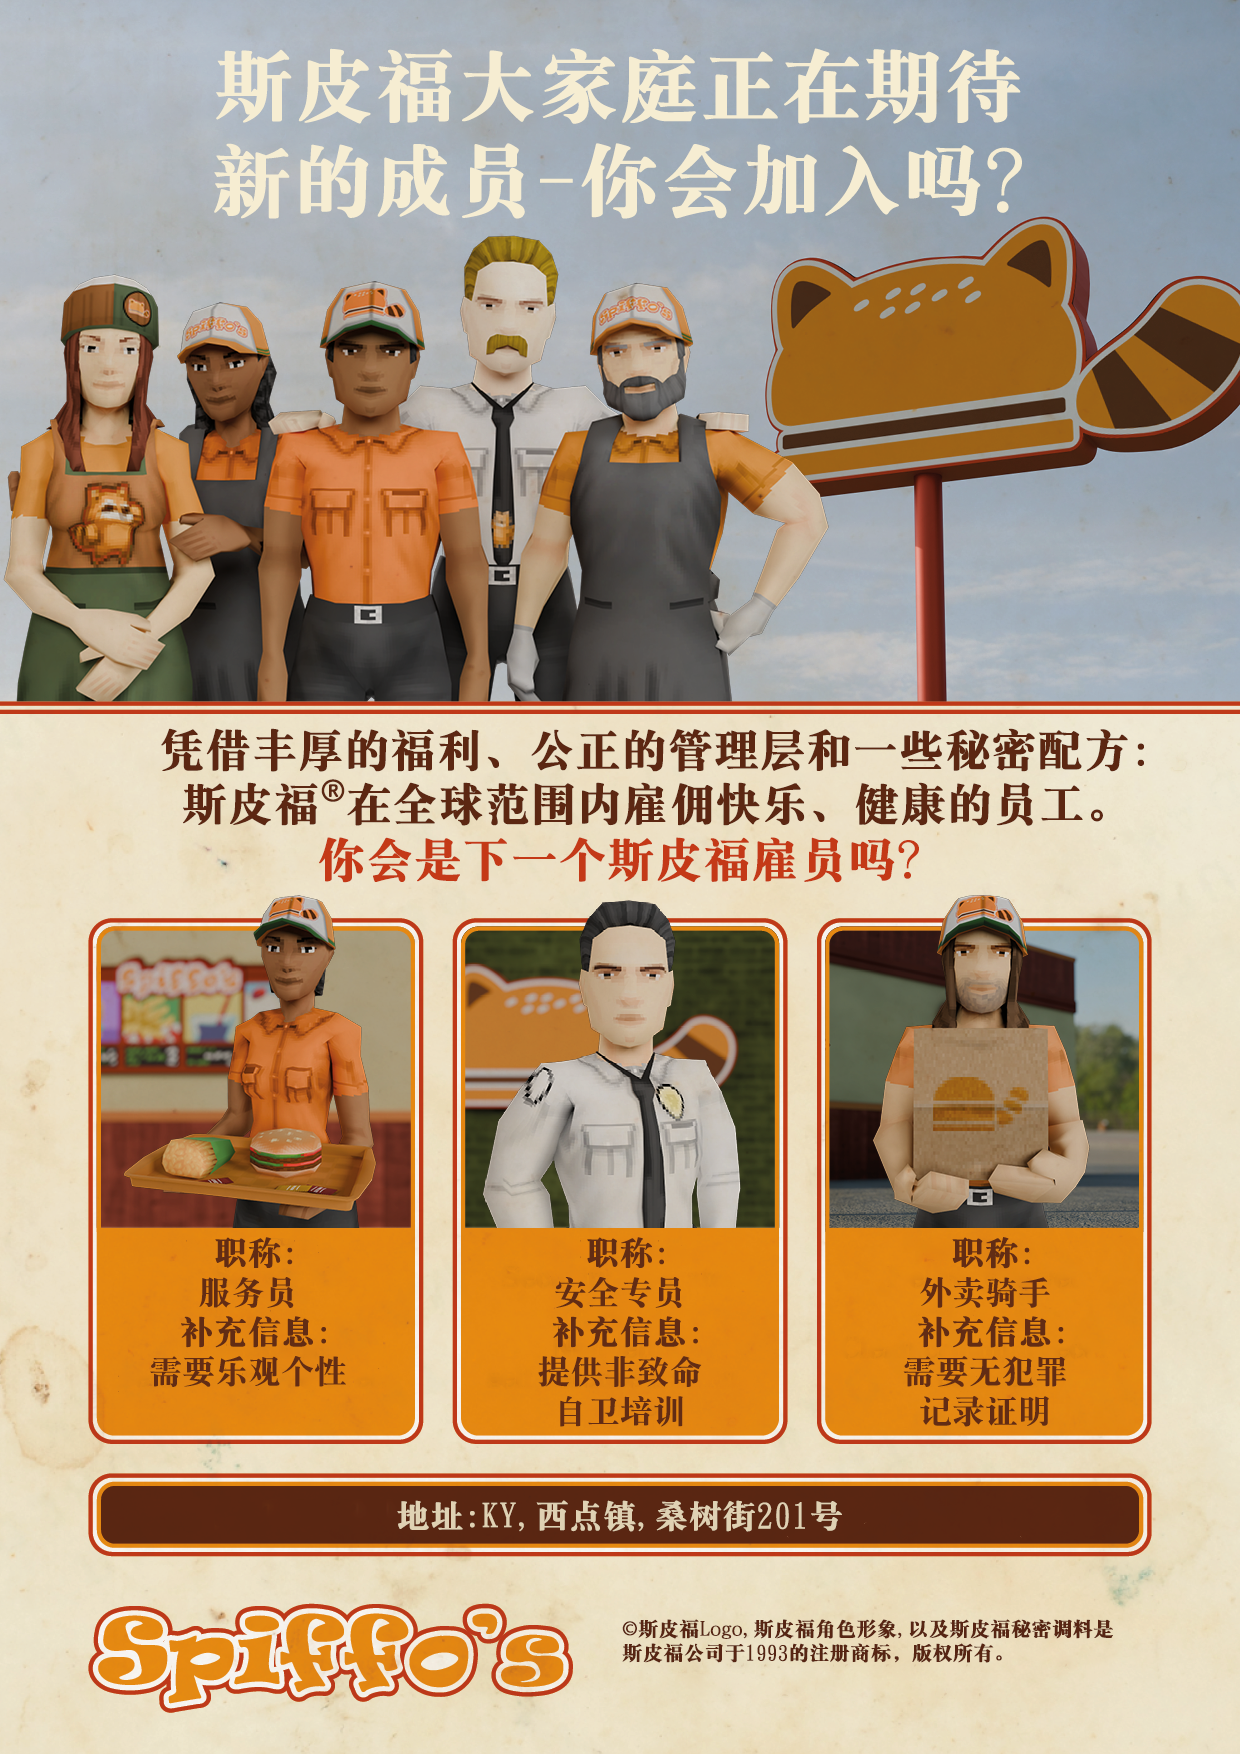 斯皮福大家庭正在期待
新的成员-你会加入吗?
Spiffo's
Spiffo's
凭借丰厚的福利、公正的管理层和一些秘密配方:
斯皮福®在全球范围内雇佣快乐、健康的员工。
你会是下一个斯皮福雇员吗?
Spiffo's
职称:
服务员
补充信息:
需要乐观个性
职称:
安全专员
补充信息:
提供非致命
自卫培训
职称:
外卖骑手
补充信息:
需要无犯罪
记录证明
地址:KY, 西点镇, 桑树街201号
Spiffo's
©斯皮福Logo, 斯皮福角色形象, 以及斯皮福秘密调料是
斯皮福公司于1993的注册商标，版权所有。